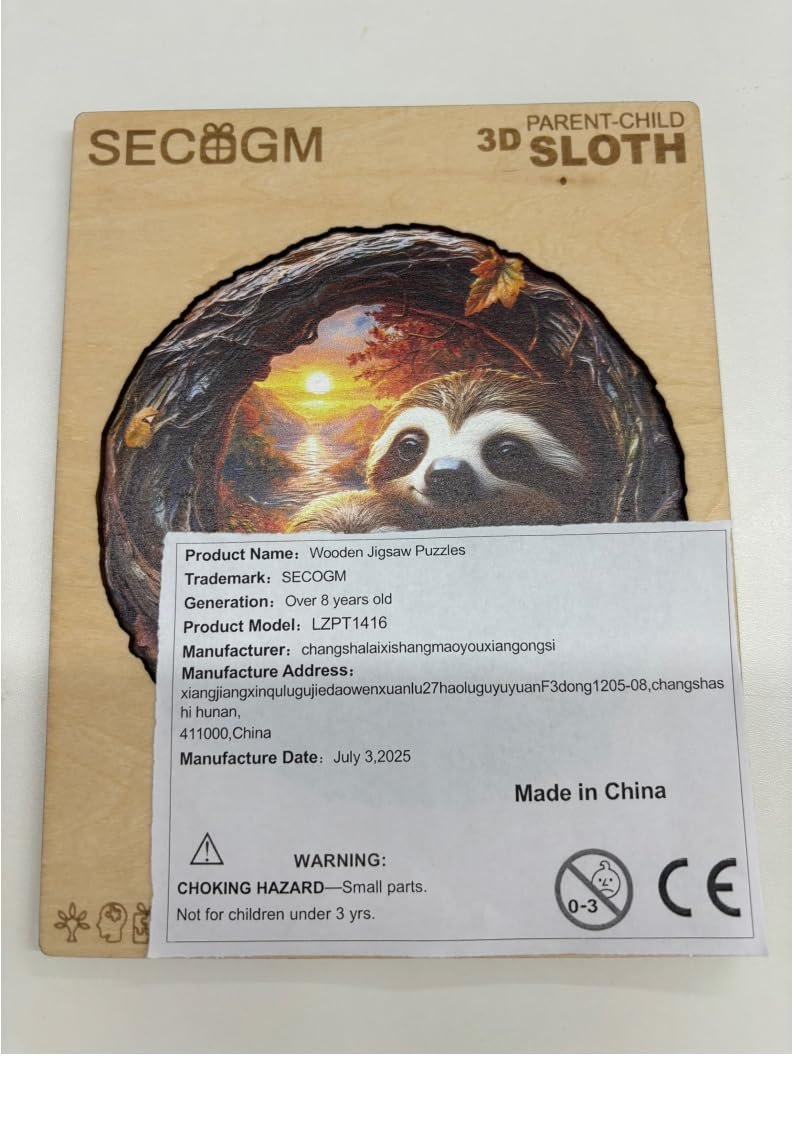 SECOGM
PARENT-CHILD
3D SLOTH
Product Name： Wooden Jigsaw Puzzles
Trademark： SECOGM
Generation： Over 8 years old
Product Model： LZPT1416
Manufacturer： changshalaixishangmaoyouxiangongsi
Manufacture Address：
xiangjiangxinqulugujiedaowenxuanlu27haoluguyuyuanF3dong1205-08,changshas
hi hunan,
411000,China
Manufacture Date： July 3,2025
Made in China
WARNING:
CHOKING HAZARD—Small parts.
Not for children under 3 yrs.
0-3
CE